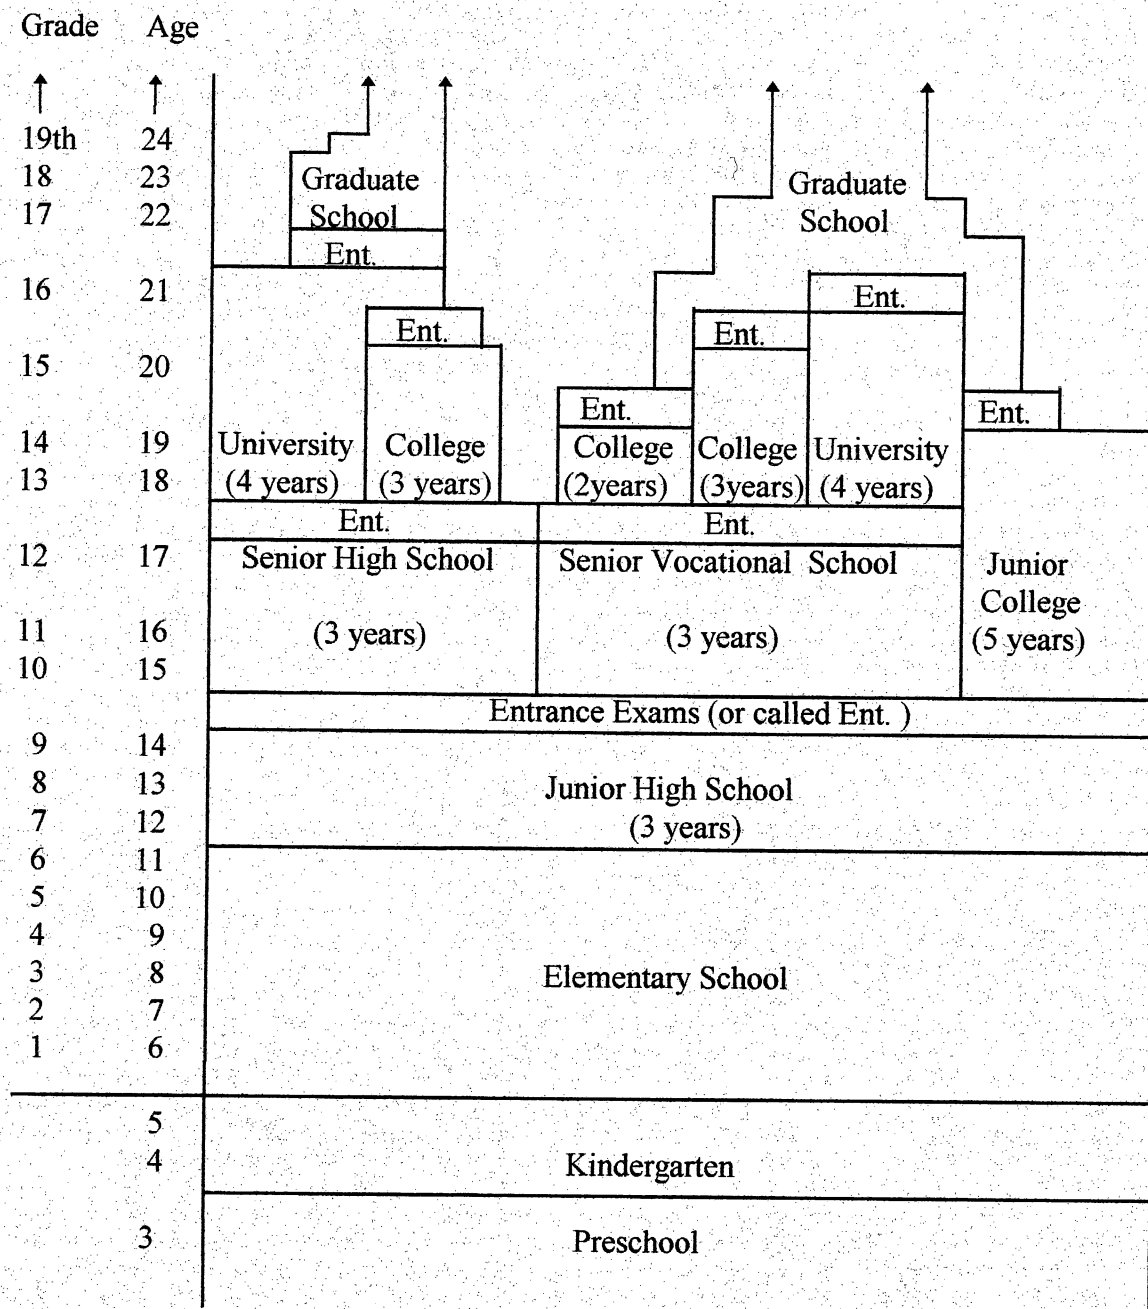 Grade Age
19th 24
18 23 Graduate Graduate
17 22 School School
Ent.
16 21 Ent.
Ent. Ent.
15 20
Ent. Ent.
14 19 University College College College University
13 18 (4 years) (3 years) (2years) (3years) (4 years)
Ent. Ent.
12 17 Senior High School Senior Vocational School Junior
College
11 16 (3 years) (3 years) (5 years)
10 15
Entrance Exams (or called Ent. )
9 14
8 13 Junior High School
7 12 (3 years)
6 11
5 10
4 9
3 8 Elementary School
2 7
1 6
5
4 Kindergarten
3 Preschool